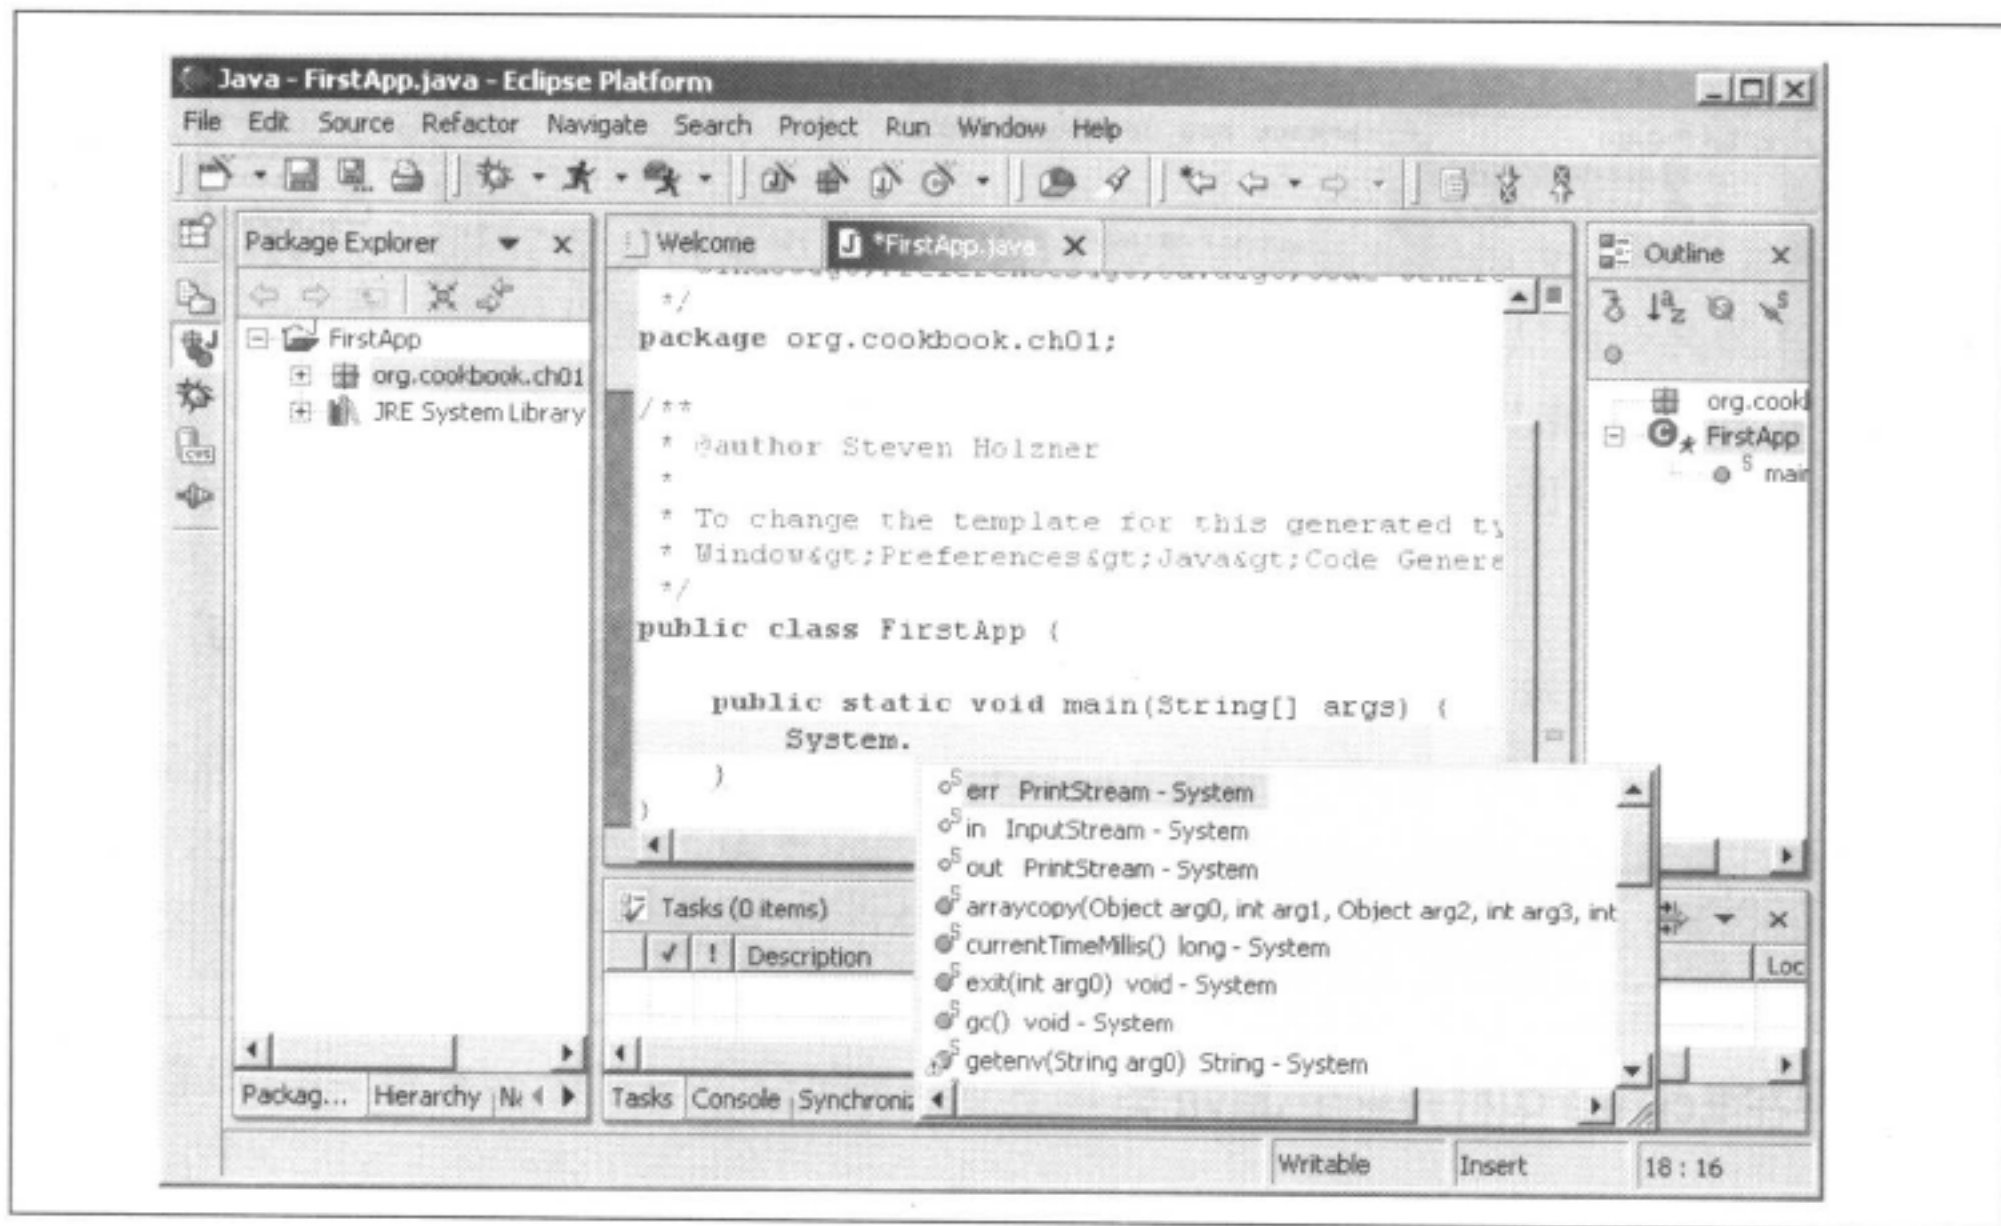 Java - FirstApp.java - Eclipse Platform
File Edit Source Refactor Navigate Search Project Run Window Help
Package Explorer
FirstApp
org.cookbook.ch01
JRE System Library
Packag... Hierarchy
Welcome
*FirstApp.java
*/
package org.cookbook.ch01;
/**
* @author Steven Holzner
*
* To change the template for this generated ty
* Window&gt;Preferences&gt;Java&gt;Code Genera
*/
public class FirstApp {
public static void main(String[] args) {
System.
}
}
err PrintStream - System
in InputStream - System
out PrintStream - System
arraycopy(Object arg0, int arg1, Object arg2, int arg3, int
currentTimeMillis() long - System
exit(int arg0) void - System
gc() void - System
getenv(String arg0) String - System
Outline
org.cook
FirstApp
main
Tasks (0 items)
! Description
Loc
Tasks Console Synchroniz
Writable Insert 18 : 16